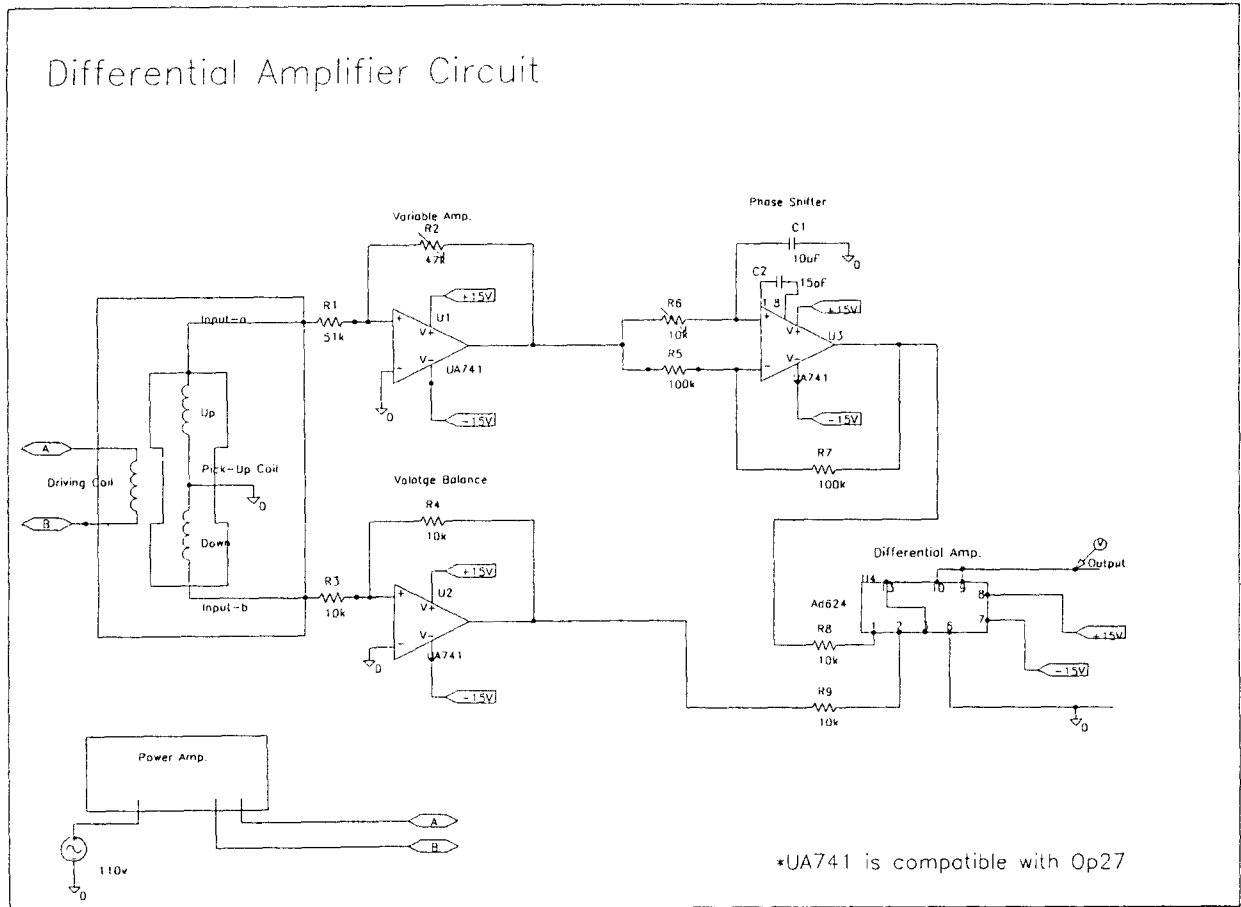 Differential Amplifier Circuit
Phase Shifter
C1
10uF
0
C2
15pF
1 8
+15V
Variable Amp.
R2
47k
+15V
R1
51k
Input-a
+
V+
U1
-
V-
UA741
0
-15V
R6
10k
R5
100k
+
V+
U3
-
V-
UA741
-15V
R7
100k
Up
A
Driving Coil
Pick-Up Coil
0
B
Down
Input-b
Valotge Balance
R4
10k
+15V
R3
10k
+
V+
U2
-
V-
UA741
0
-15V
Differential Amp.
V
Output
U4
13
10
9
8
7
Ad624
1
2
6
+15V
-15V
R8
10k
R9
10k
0
Power Amp.
A
B
110v
0
*UA741 is compatible with Op27